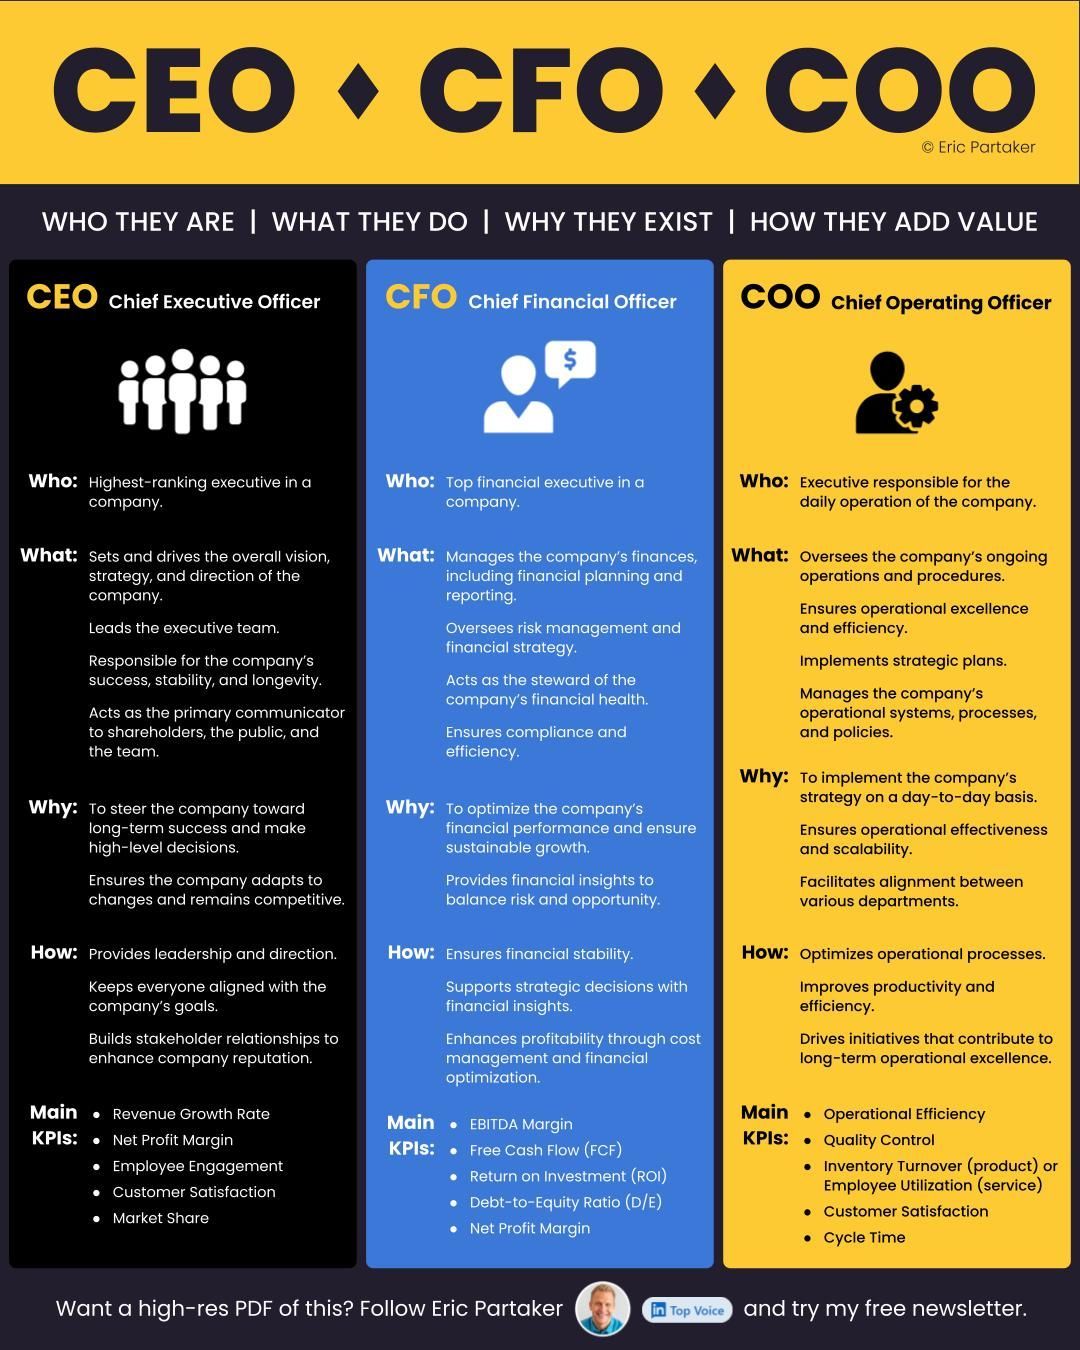 CEO ♦ CFO ♦ COO
© Eric Partaker
WHO THEY ARE | WHAT THEY DO | WHY THEY EXIST | HOW THEY ADD VALUE
CEO Chief Executive Officer
Who: Highest-ranking executive in a
company.
What: Sets and drives the overall vision,
strategy, and direction of the
company.
Leads the executive team.
Responsible for the company's
success, stability, and longevity.
Acts as the primary communicator
to shareholders, the public, and
the team.
Why: To steer the company toward
long-term success and make
high-level decisions.
Ensures the company adapts to
changes and remains competitive.
How: Provides leadership and direction.
Keeps everyone aligned with the
company's goals.
Builds stakeholder relationships to
enhance company reputation.
Main ● Revenue Growth Rate
KPIs: ● Net Profit Margin
● Employee Engagement
● Customer Satisfaction
● Market Share
CFO Chief Financial Officer
$
Who: Top financial executive in a
company.
What: Manages the company's finances,
including financial planning and
reporting.
Oversees risk management and
financial strategy.
Acts as the steward of the
company's financial health.
Ensures compliance and
efficiency.
Why: To optimize the company's
financial performance and ensure
sustainable growth.
Provides financial insights to
balance risk and opportunity.
How: Ensures financial stability.
Supports strategic decisions with
financial insights.
Enhances profitability through cost
management and financial
optimization.
Main ● EBITDA Margin
KPIs: ● Free Cash Flow (FCF)
● Return on Investment (ROI)
● Debt-to-Equity Ratio (D/E)
● Net Profit Margin
COO Chief Operating Officer
Who: Executive responsible for the
daily operation of the company.
What: Oversees the company's ongoing
operations and procedures.
Ensures operational excellence
and efficiency.
Implements strategic plans.
Manages the company's
operational systems, processes,
and policies.
Why: To implement the company's
strategy on a day-to-day basis.
Ensures operational effectiveness
and scalability.
Facilitates alignment between
various departments.
How: Optimizes operational processes.
Improves productivity and
efficiency.
Drives initiatives that contribute to
long-term operational excellence.
Main ● Operational Efficiency
KPIs: ● Quality Control
● Inventory Turnover (product) or
Employee Utilization (service)
● Customer Satisfaction
● Cycle Time
Want a high-res PDF of this? Follow Eric Partaker in Top Voice and try my free newsletter.